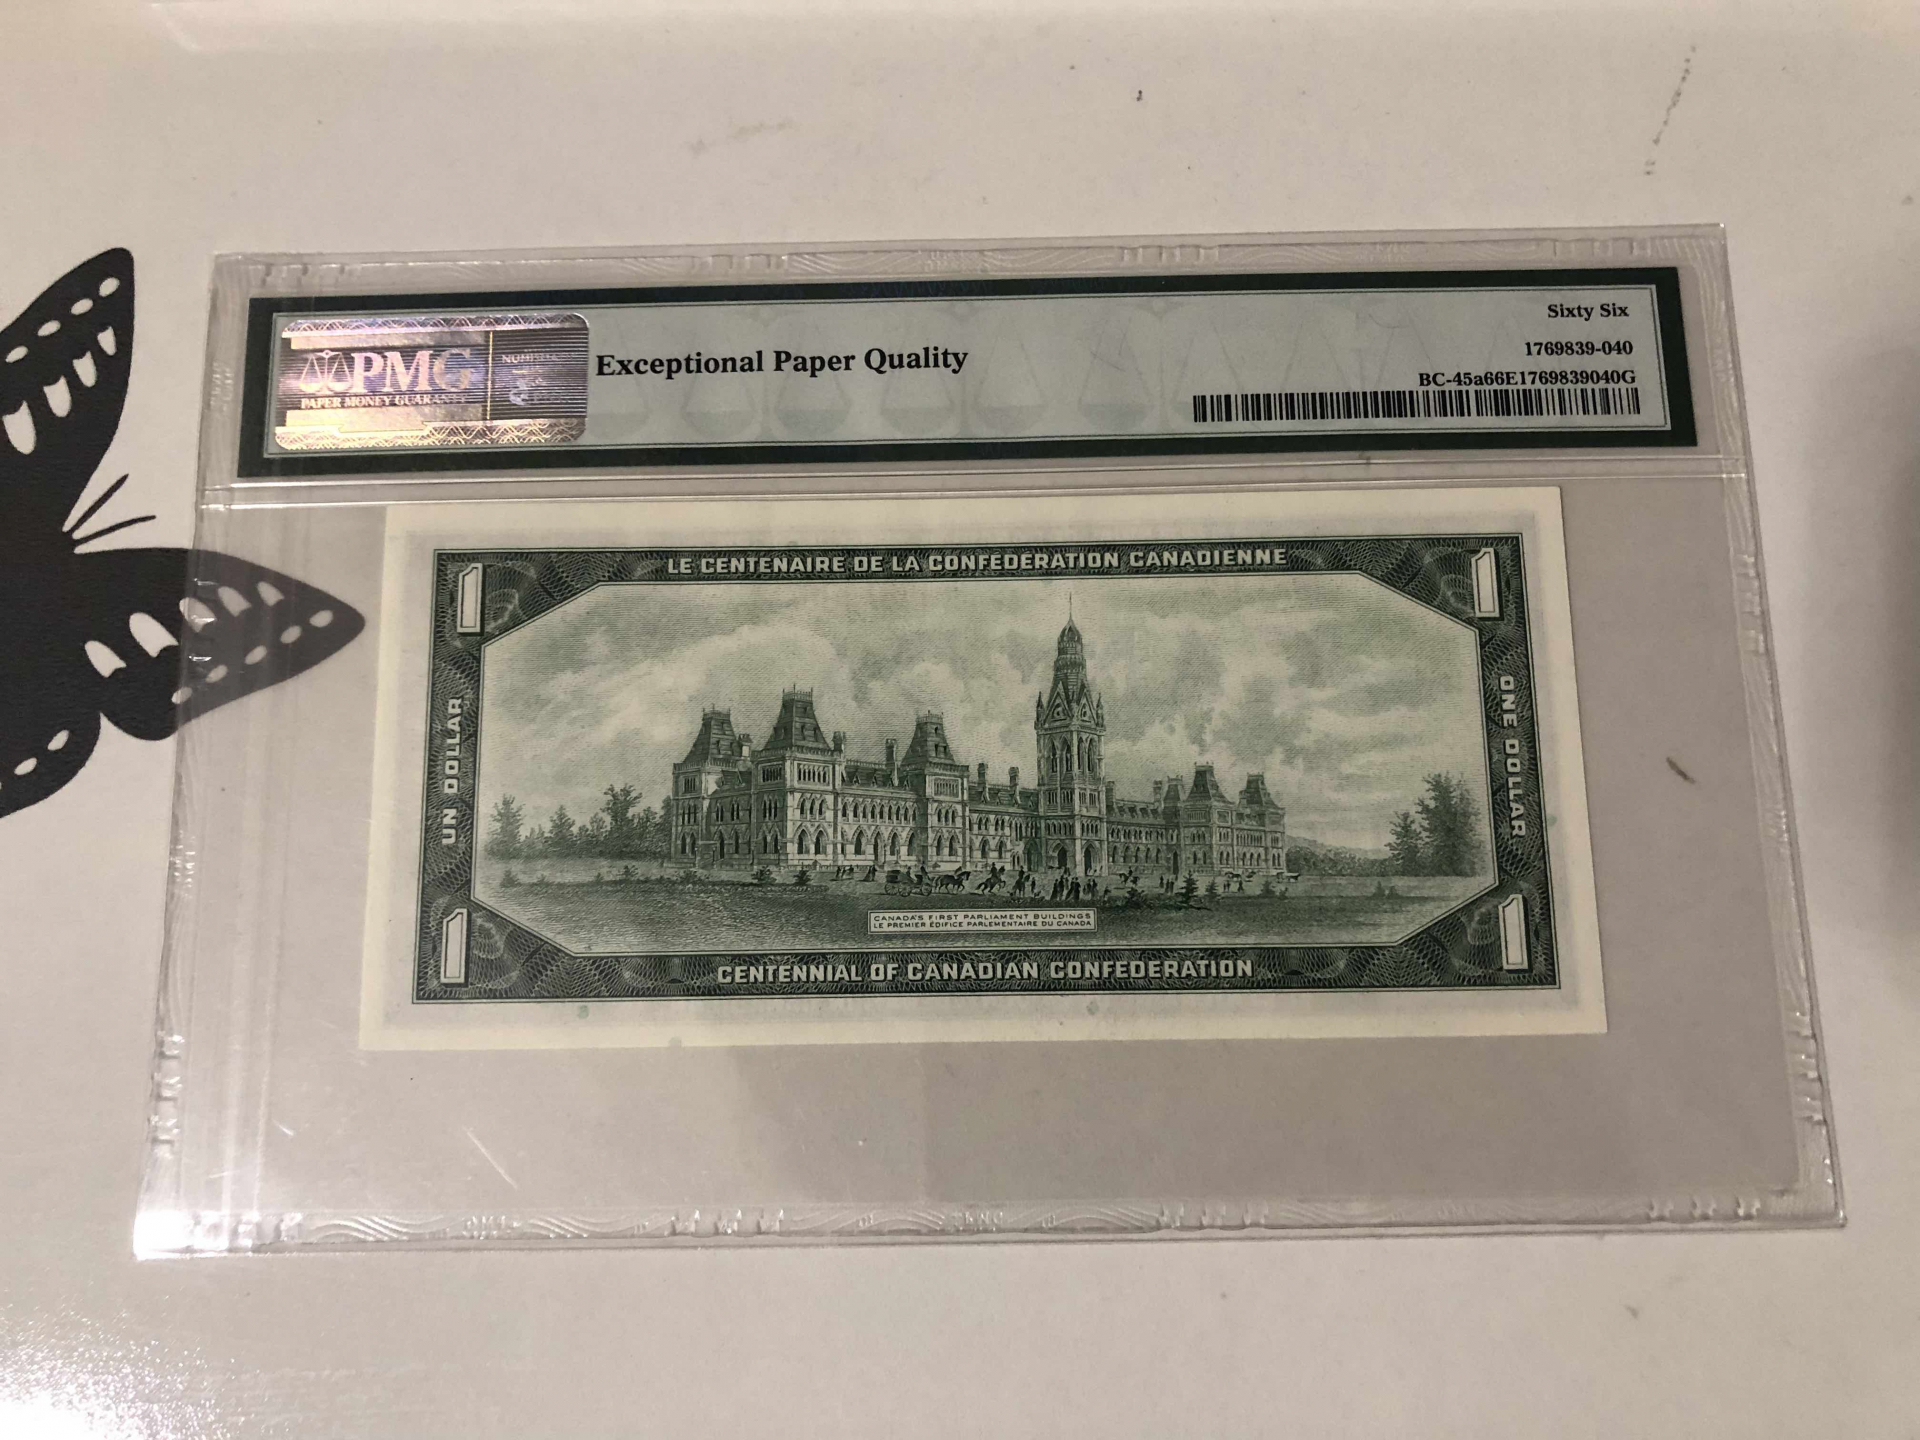 PMG
PAPER MONEY GUARANTY
Exceptional Paper Quality
Sixty Six
1769839-040
BC-45a66E1769839040G
LE CENTENAIRE DE LA CONFÉDÉRATION CANADIENNE
1
1
UN DOLLAR
ONE DOLLAR
CANADA'S FIRST PARLIAMENT BUILDINGS
LE PREMIER ÉDIFICE PARLEMENTAIRE DU CANADA
1
1
CENTENNIAL OF CANADIAN CONFEDERATION